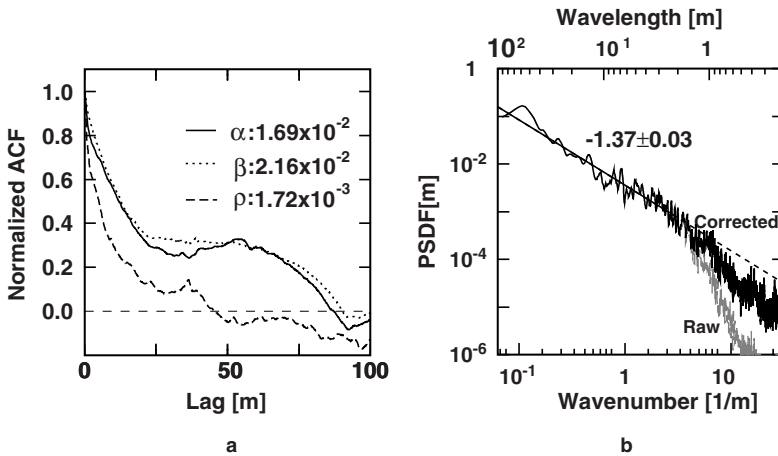 Wavelength [m]
10² 10¹ 1
1.0
0.8
0.6
0.4
0.2
0.0
Normalized ACF
α:1.69x10⁻²
β:2.16x10⁻²
ρ:1.72x10⁻³
0 50 100
Lag [m]
a
1
10⁻²
10⁻⁴
10⁻⁶
PSDF[m]
-1.37±0.03
Corrected
Raw
10⁻¹ 1 10
Wavenumber [1/m]
b